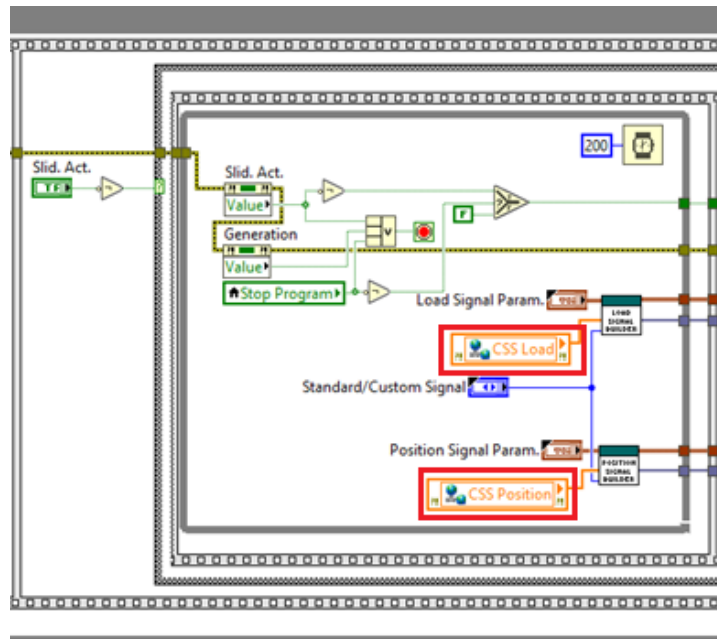 Slid. Act.
TF
?
Slid. Act.
Value
Generation
Value
Stop Program
V
F
?
200
Load Signal Param.
LOAD
SIGNAL
BUILDER
CSS Load
Standard/Custom Signal
Position Signal Param.
POSITION
SIGNAL
BUILDER
CSS Position